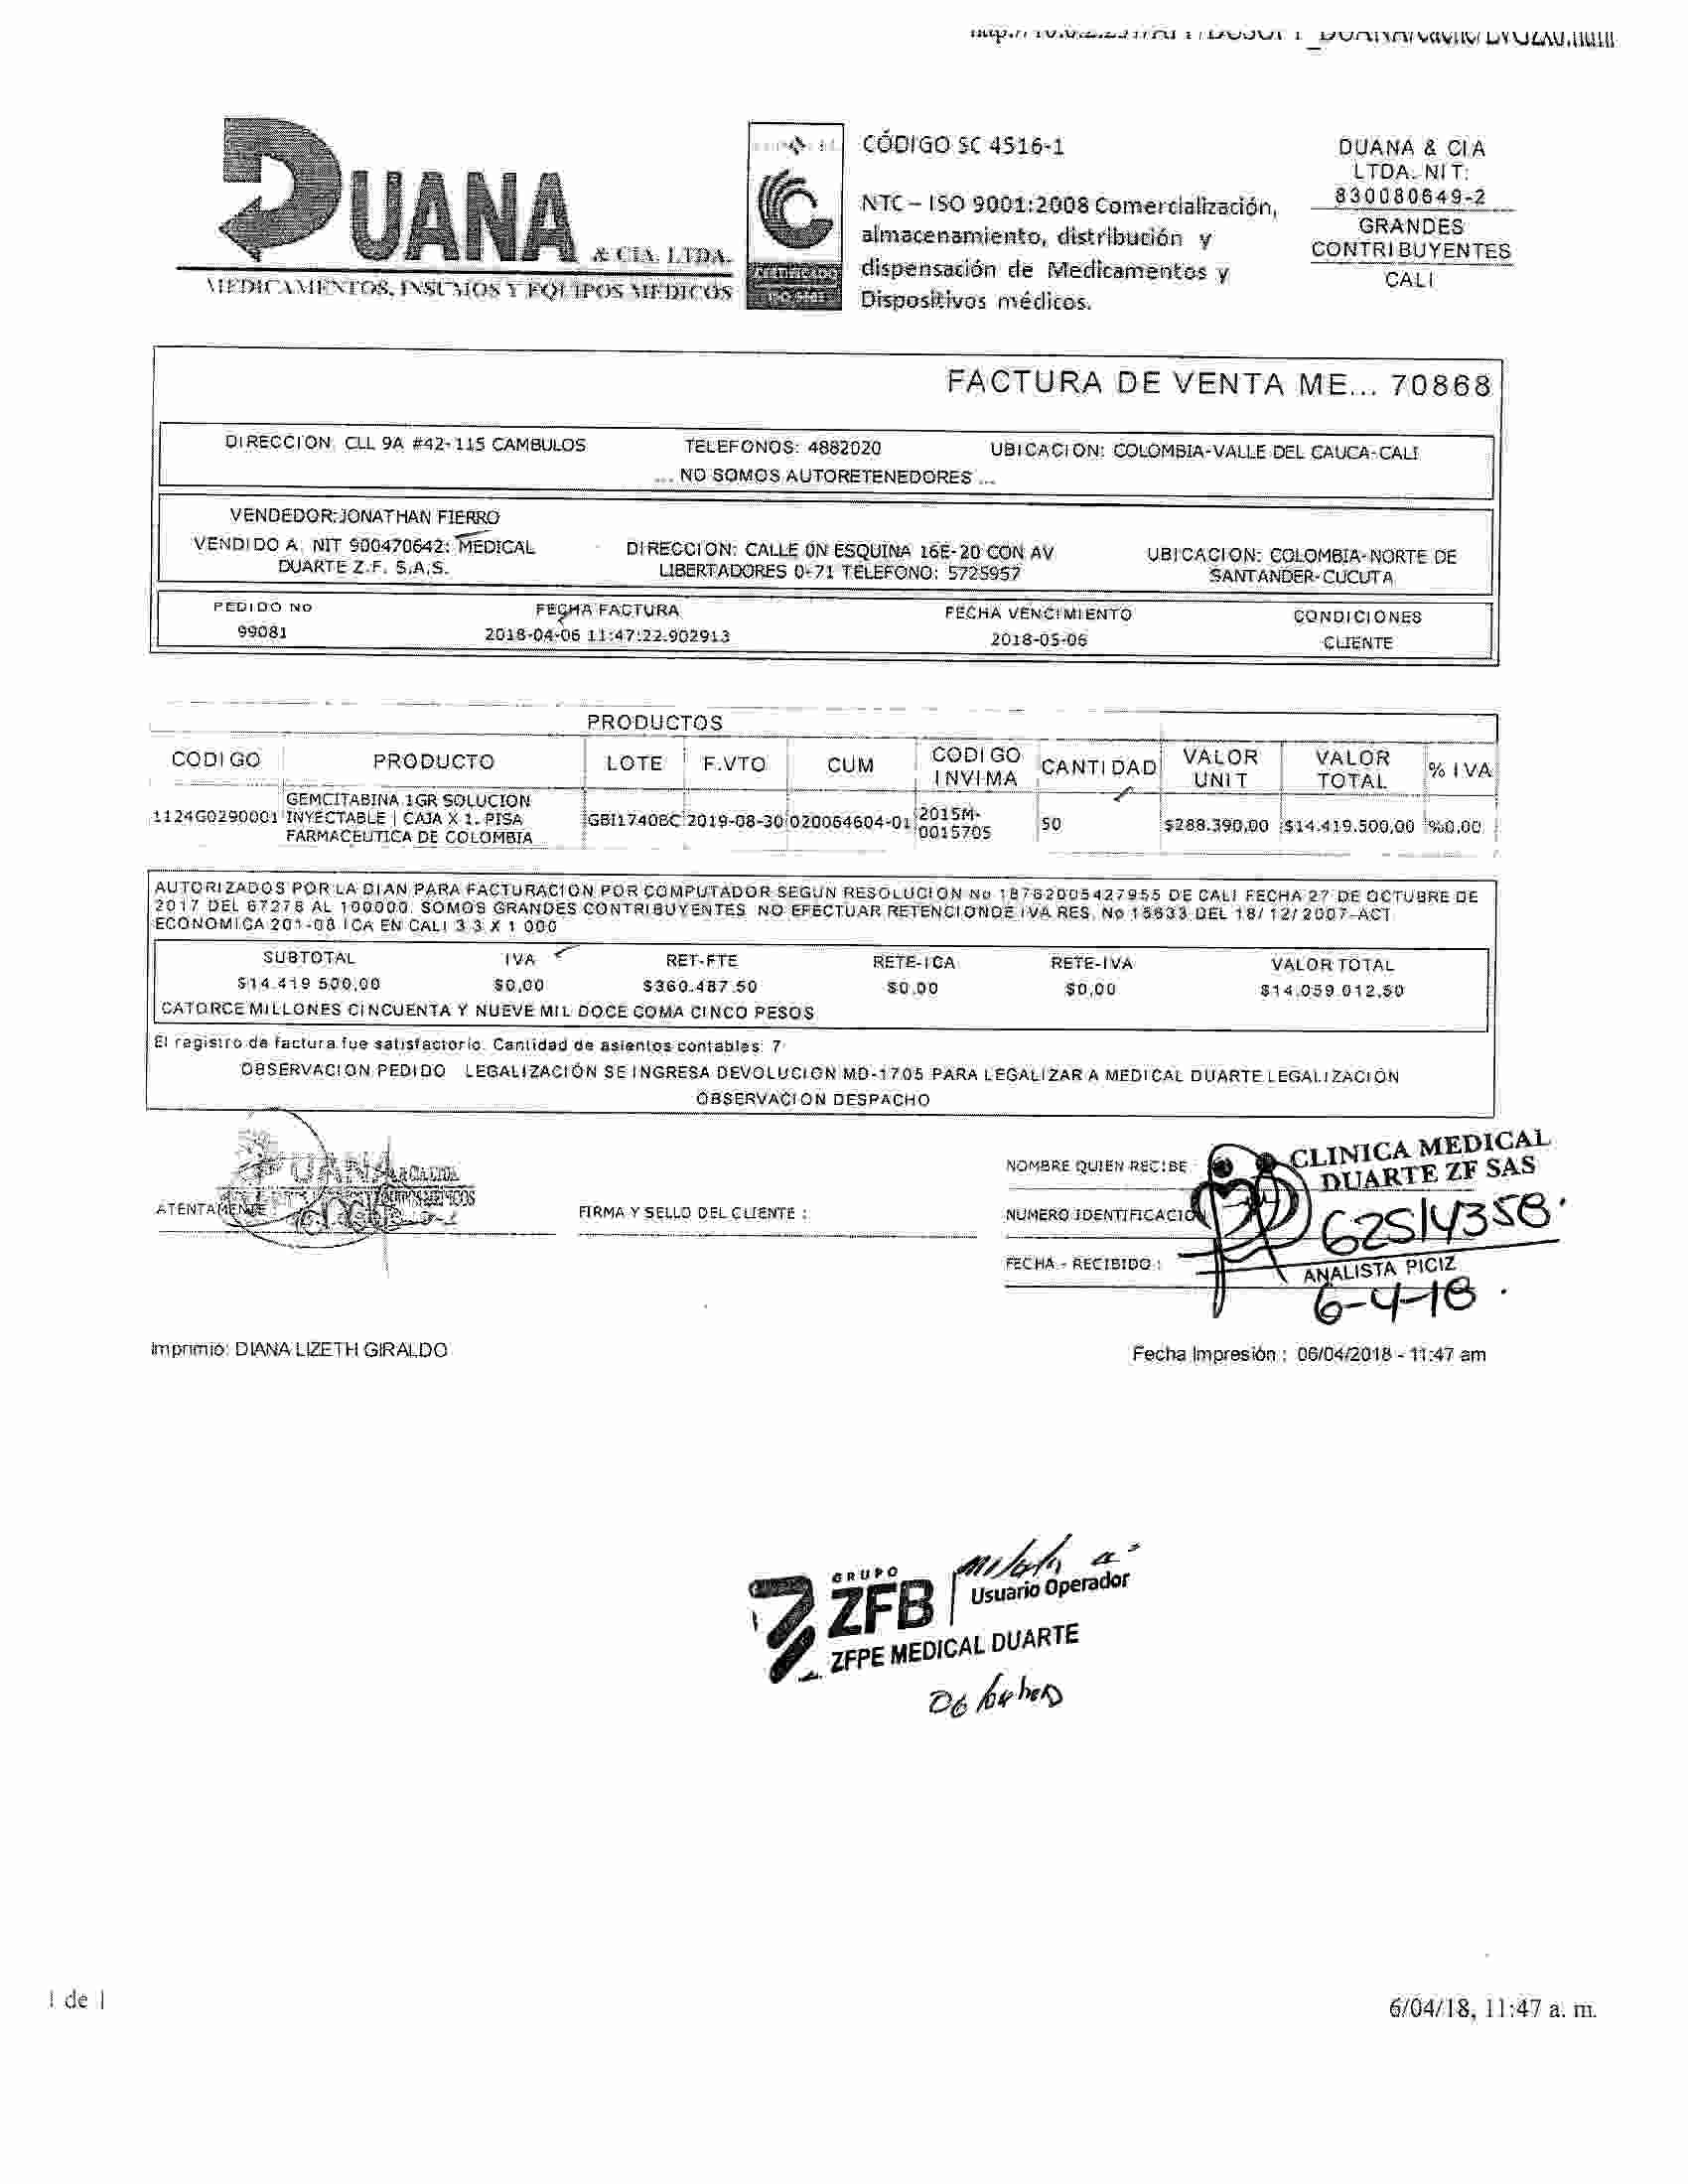 DUANA & CIA. LTDA.
MEDICAMENTOS, INSUMOS Y EQUIPOS MEDICOS
CÓDIGO SC 4516-1
NTC – ISO 9001:2008 Comercialización,
almacenamiento, distribución y
dispensación de Medicamentos y
Dispositivos médicos.
DUANA & CIA
LTDA. NIT:
830080649-2
GRANDES
CONTRIBUYENTES
CALI
FACTURA DE VENTA ME... 70868
DIRECCION: CLL 9A #42-115 CAMBULOS TELEFONOS: 4882020 UBICACION: COLOMBIA-VALLE DEL CAUCA-CALI
... NO SOMOS AUTORETENEDORES ...
VENDEDOR:JONATHAN FIERRO
VENDIDO A: NIT 900470642: MEDICAL DUARTE Z.F. S.A.S.
DIRECCION: CALLE 0N ESQUINA 16E-20 CON AV LIBERTADORES 0-71 TELEFONO: 5725957
UBICACION: COLOMBIA-NORTE DE SANTANDER-CUCUTA
PEDIDO NO FECHA FACTURA FECHA VENCIMIENTO CONDICIONES
99081 2018-04-06 11:47:22.902913 2018-05-06 CLIENTE
PRODUCTOS
CODIGO PRODUCTO LOTE F.VTO CUM CODIGO INVIMA CANTIDAD VALOR UNIT VALOR TOTAL % IVA
1124G0290001 GEMCITABINA 1GR SOLUCION INYECTABLE | CAJA X 1. PISA FARMACEUTICA DE COLOMBIA GBI1740BC 2019-08-30 020064604-01 2015M-0015705 50 $288.390,00 $14.419.500,00 %0,00
AUTORIZADOS POR LA DIAN PARA FACTURACION POR COMPUTADOR SEGUN RESOLUCION No 18762005427955 DE CALI FECHA 27 DE OCTUBRE DE
2017 DEL 67278 AL 100000. SOMOS GRANDES CONTRIBUYENTES NO EFECTUAR RETENCIONDE IVA RES. No 15633 DEL 18/12/2007-ACT
ECONOMICA 201-08 ICA EN CALI 3.3 X 1.000
SUBTOTAL IVA RET-FTE RETE-ICA RETE-IVA VALOR TOTAL
$14.419.500,00 $0,00 $360.487,50 $0,00 $0,00 $14.059.012,50
CATORCE MILLONES CINCUENTA Y NUEVE MIL DOCE COMA CINCO PESOS
El registro de factura fue satisfactorio. Cantidad de asientos contables: 7
OBSERVACION PEDIDO LEGALIZACIÓN SE INGRESA DEVOLUCION MD-1705 PARA LEGALIZAR A MEDICAL DUARTE LEGALIZACIÓN
OBSERVACION DESPACHO
DUANA & CIA LTDA.
ATENTAMENTE :
FIRMA Y SELLO DEL CLIENTE :
NOMBRE QUIEN RECIBE
NUMERO IDENTIFICACIO
FECHA - RECIBIDO :
CLINICA MEDICAL
DUARTE ZF SAS
62514358.
ANALISTA PICIZ
6-4-18.
Imprimió: DIANA LIZETH GIRALDO
Fecha Impresión : 06/04/2018 - 11:47 am
GRUPO
ZFB
Usuario Operador
ZFPE MEDICAL DUARTE
1 de 1
6/04/18, 11:47 a. m.